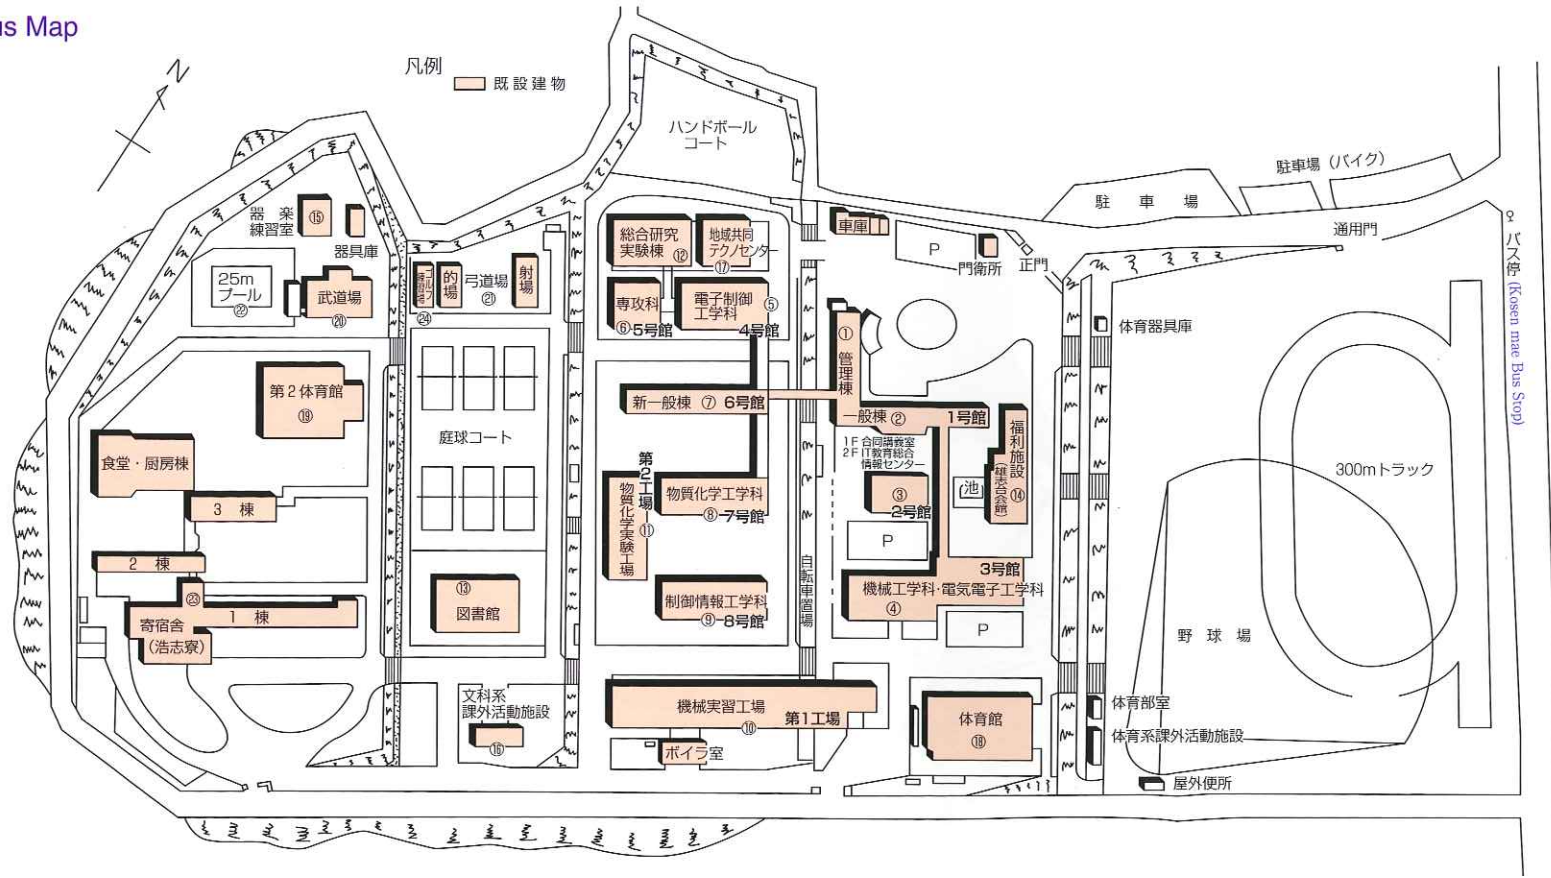 us Map
N
凡例
既設建物
ハンドボール
コート
駐車場(バイク)
駐車場
通用門
バス停 (Kosen mae Bus Stop)
器楽
練習室
⑮
器具庫
25m
プール
㉒
武道場
⑳
㉔
的場
弓道場
㉑
射場
総合研究
実験棟
⑫
地域共同
テクノセンター
⑰
専攻科
⑥
5号館
電子制御
工学科
⑤
4号館
車庫
P
門衛所
正門
体育器具庫
①
管理棟
新一般棟 ⑦ 6号館
一般棟 ②
1号館
1F 合同講義室
2F IT教育総合
情報センター
③
2号館
(池)
福利施設
(雄志会館)
⑭
第2体育館
⑲
食堂・厨房棟
庭球コート
3棟
2棟
㉓
1棟
寄宿舎
(浩志寮)
⑬
図書館
第2工場
物質化学実験工場
⑪
物質化学工学科
⑧ 7号館
制御情報工学科
⑨ 8号館
自転車置場
P
3号館
機械工学科・電気電子工学科
④
P
300mトラック
野球場
文科系
課外活動施設
⑯
機械実習工場
⑩
第1工場
ボイラ室
体育館
⑱
体育部室
体育系課外活動施設
屋外便所